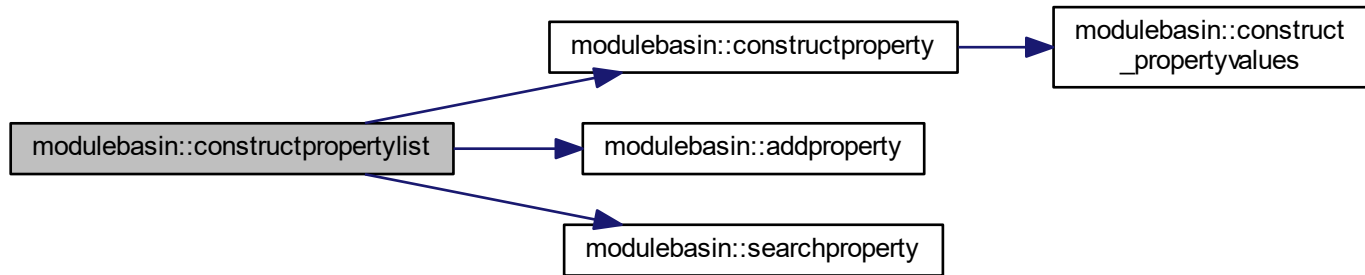 modulebasin::constructpropertylist
modulebasin::constructproperty
modulebasin::construct
_propertyvalues
modulebasin::addproperty
modulebasin::searchproperty